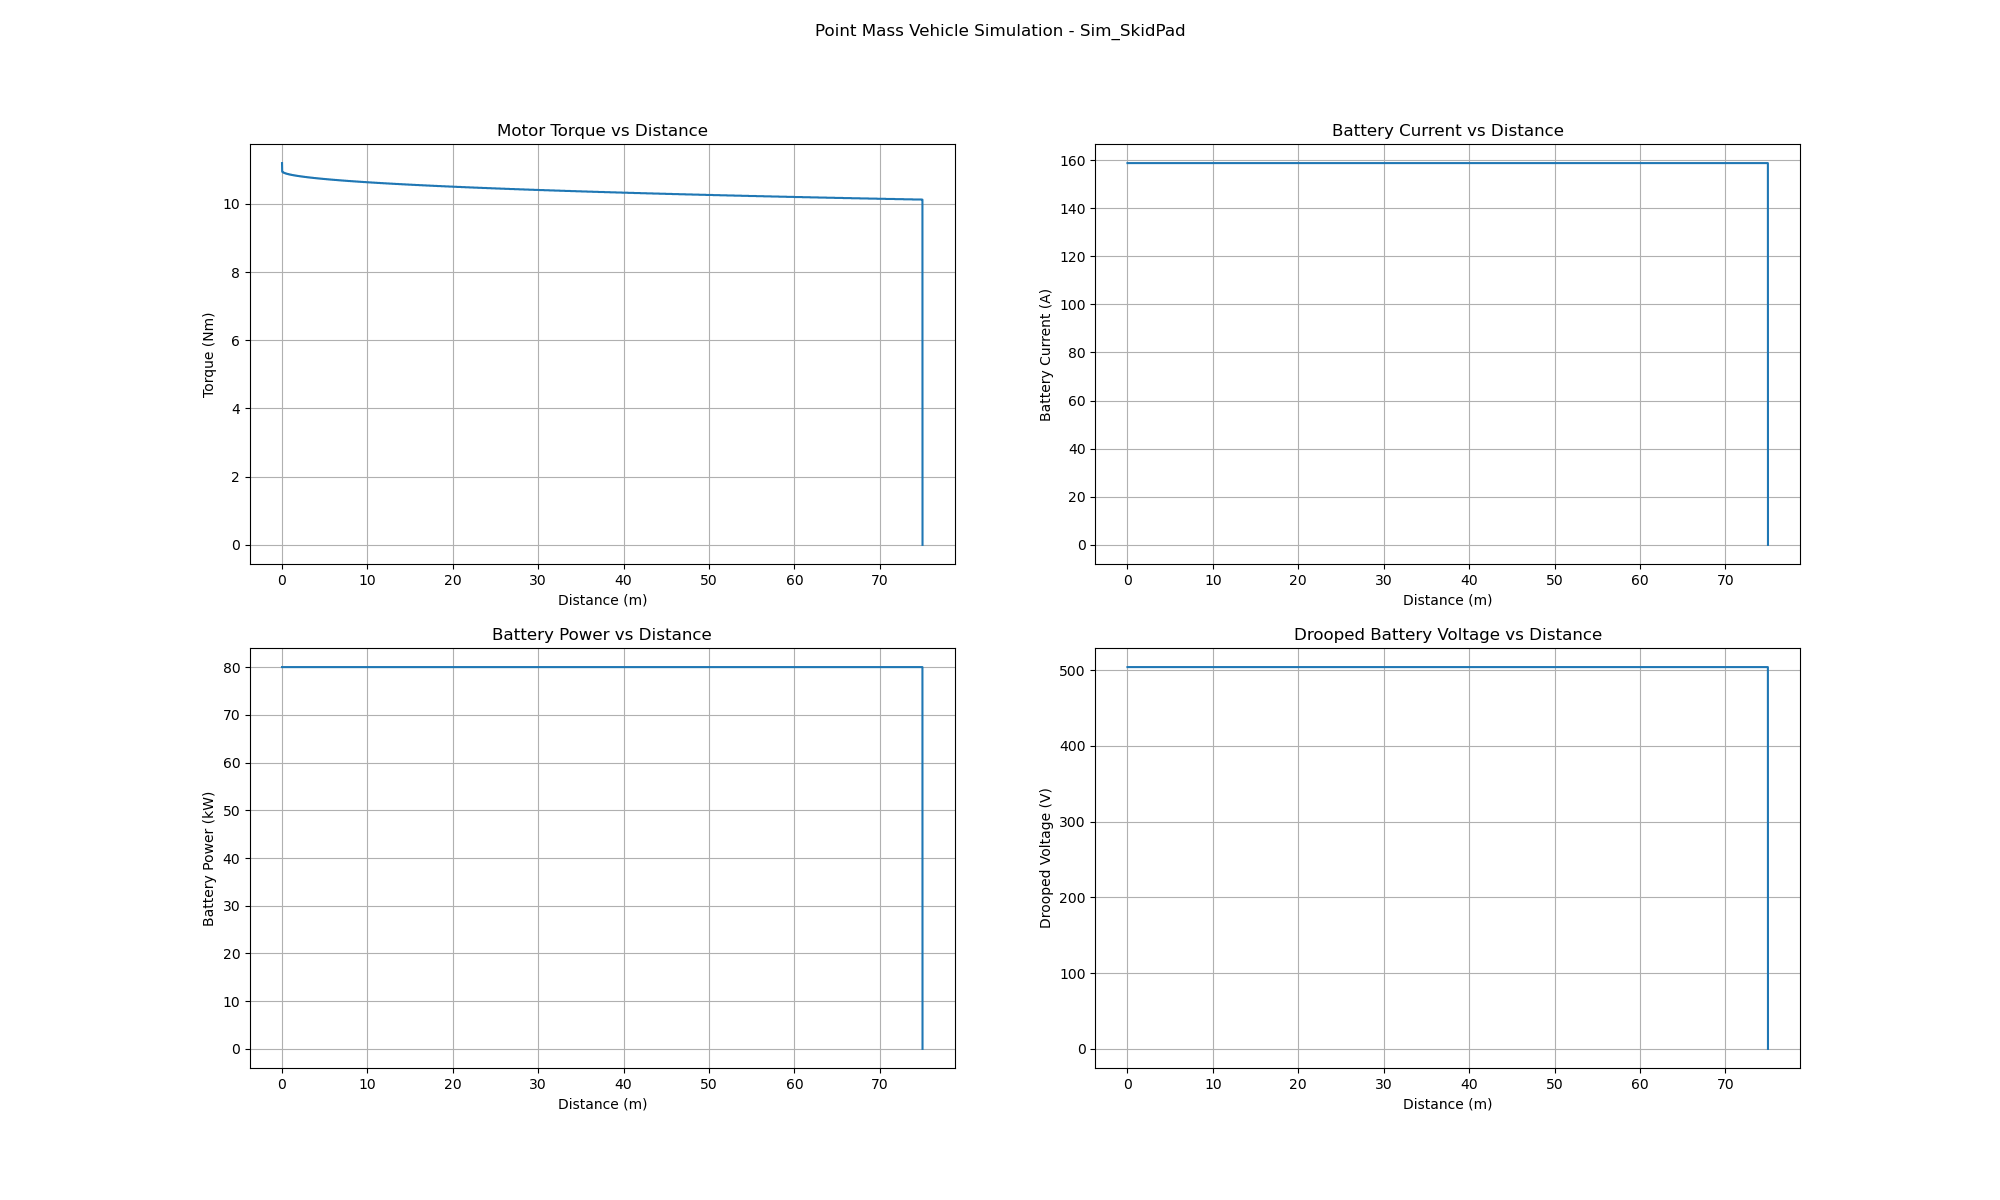 Point Mass Vehicle Simulation - Sim_SkidPad
Motor Torque vs Distance
Torque (Nm)
10
8
6
4
2
0
0 10 20 30 40 50 60 70
Distance (m)
Battery Current vs Distance
Battery Current (A)
160
140
120
100
80
60
40
20
0
0 10 20 30 40 50 60 70
Distance (m)
Battery Power vs Distance
Battery Power (kW)
80
70
60
50
40
30
20
10
0
0 10 20 30 40 50 60 70
Distance (m)
Drooped Battery Voltage vs Distance
Drooped Voltage (V)
500
400
300
200
100
0
0 10 20 30 40 50 60 70
Distance (m)